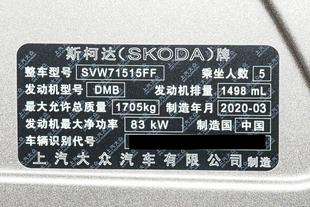 斯柯达(SKODA)牌
整车型号 SVW71515FF 乘坐人数 5
发动机型号 DMB 发动机排量 1498 mL
最大允许总质量 1705kg 制造年月 2020-03
发动机最大净功率 83 kW 制造国 中国
车辆识别代号
上汽大众汽车有限公司制造